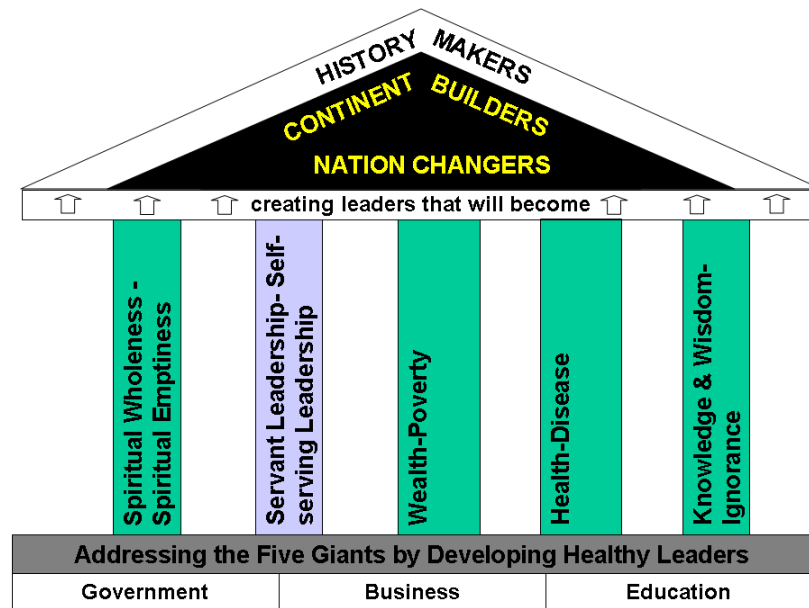 HISTORY MAKERS
CONTINENT BUILDERS
NATION CHANGERS
creating leaders that will become
Spiritual Wholeness -
Spiritual Emptiness
Servant Leadership- Self-
serving Leadership
Wealth-Poverty
Health-Disease
Knowledge & Wisdom-
Ignorance
Addressing the Five Giants by Developing Healthy Leaders
Government
Business
Education